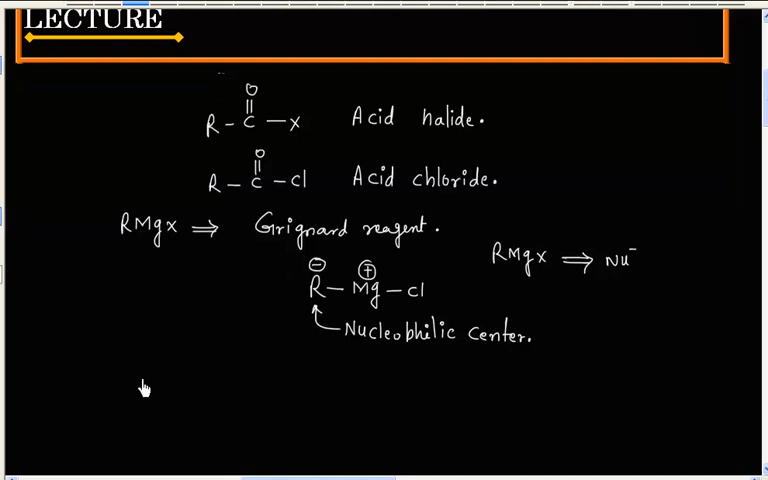 LECTURE
O
||
R - C - X Acid halide.
O
||
R - C - Cl Acid chloride.
RMgx ⇒ Grignard reagent.
RMgx ⇒ Nu⁻
⊖ ⊕
R - Mg - Cl
Nucleophilic center.